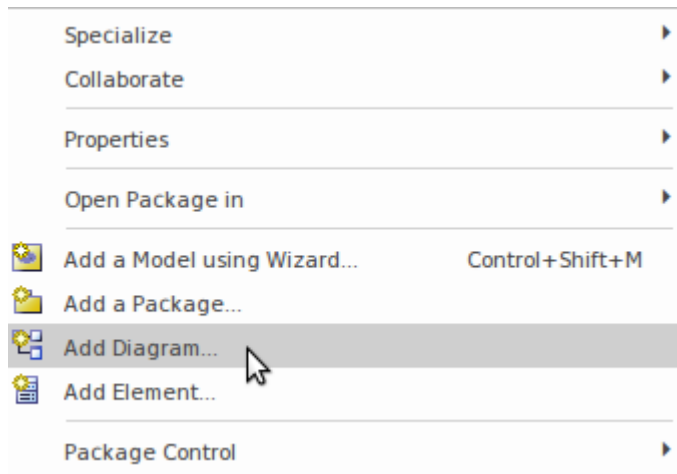 Specialize
Collaborate
Properties
Open Package in
Add a Model using Wizard... Control+Shift+M
Add a Package...
Add Diagram...
Add Element...
Package Control